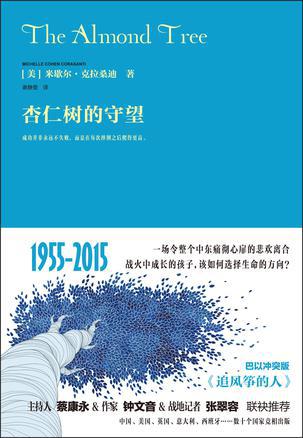 The Almond Tree
MICHELLE COHEN CORASANTI
[美] 米歇尔·克拉桑迪 著
谢静雯 译
杏仁树的守望
成功并非永远不失败，而是在每次摔倒之后爬得更高。
1955-2015
一场令整个中东痛彻心扉的悲欢离合
战火中成长的孩子，该如何选择生命的方向？
巴以冲突版
《追风筝的人》
主持人 蔡康永 & 作家 钟文音 & 战地记者 张翠容 联袂推荐
中国、美国、英国、意大利、西班牙……数十个国家竞相出版